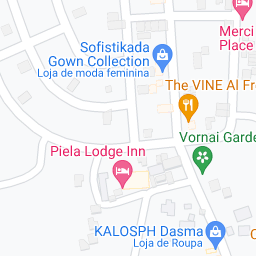 Merci
Place
Sofistikada
Gown Collection
Loja de moda feminina
The VINE Al Fr
Vornai Garde
Piela Lodge Inn
KALOSPH Dasma
Loja de Roupa